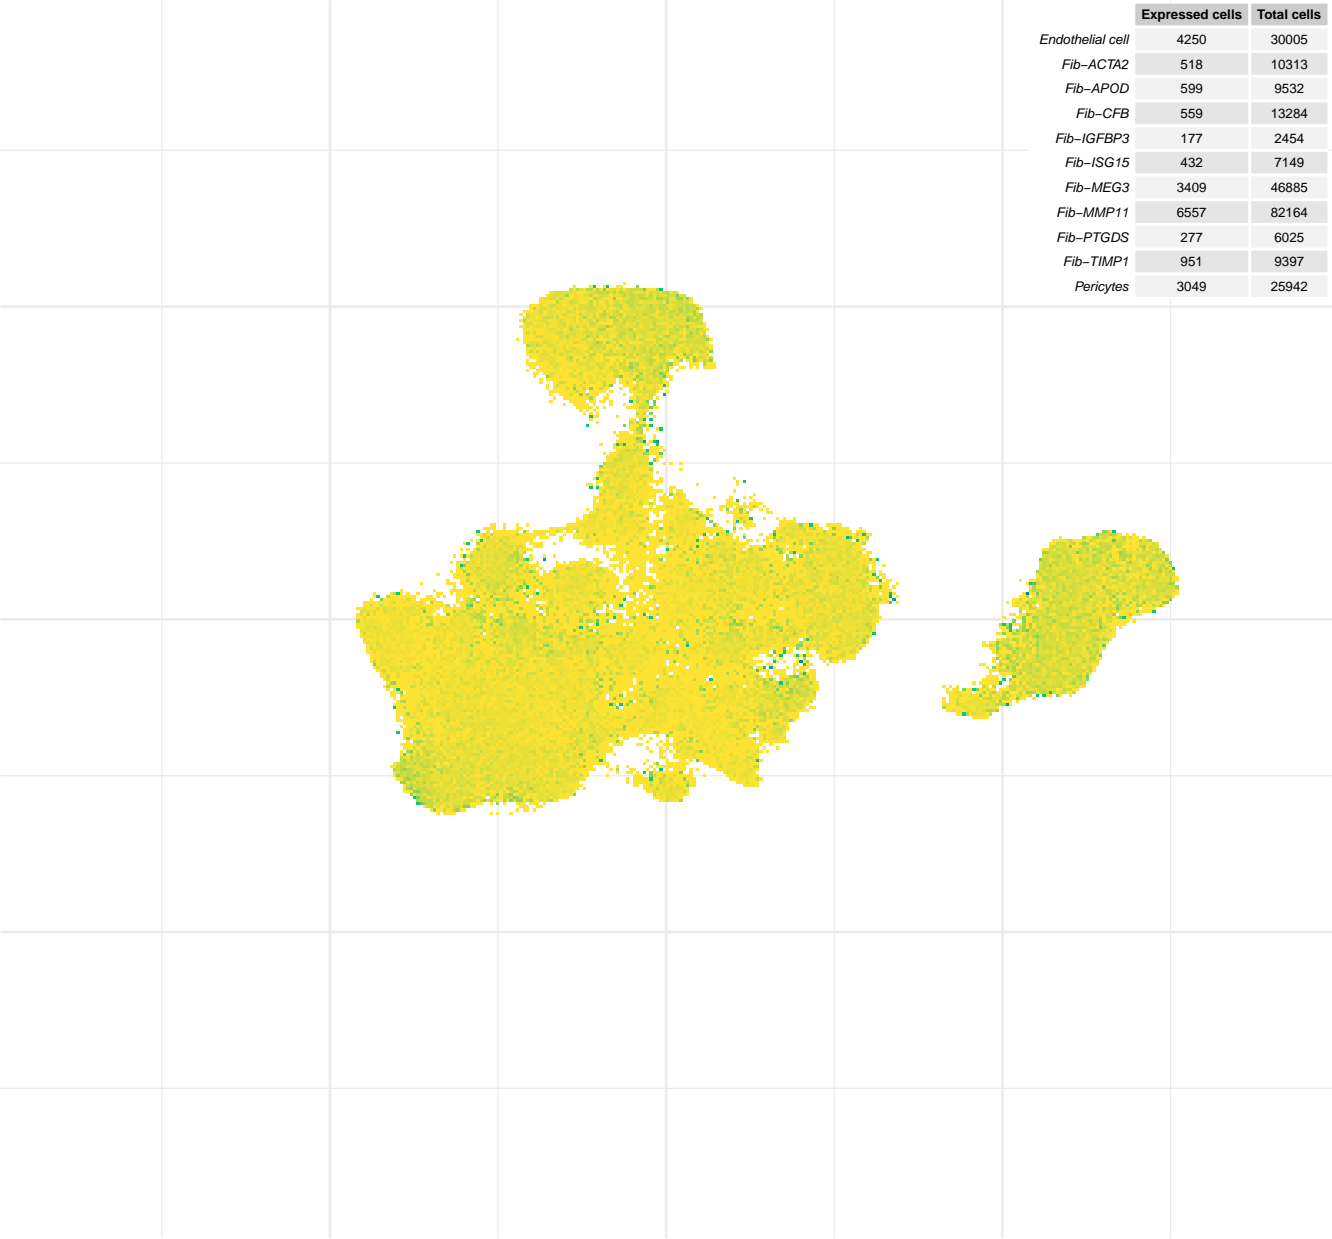 Expressed cells Total cells
Endothelial cell 4250 30005
Fib−ACTA2 518 10313
Fib−APOD 599 9532
Fib−CFB 559 13284
Fib−IGFBP3 177 2454
Fib−ISG15 432 7149
Fib−MEG3 3409 46885
Fib−MMP11 6557 82164
Fib−PTGDS 277 6025
Fib−TIMP1 951 9397
Pericytes 3049 25942